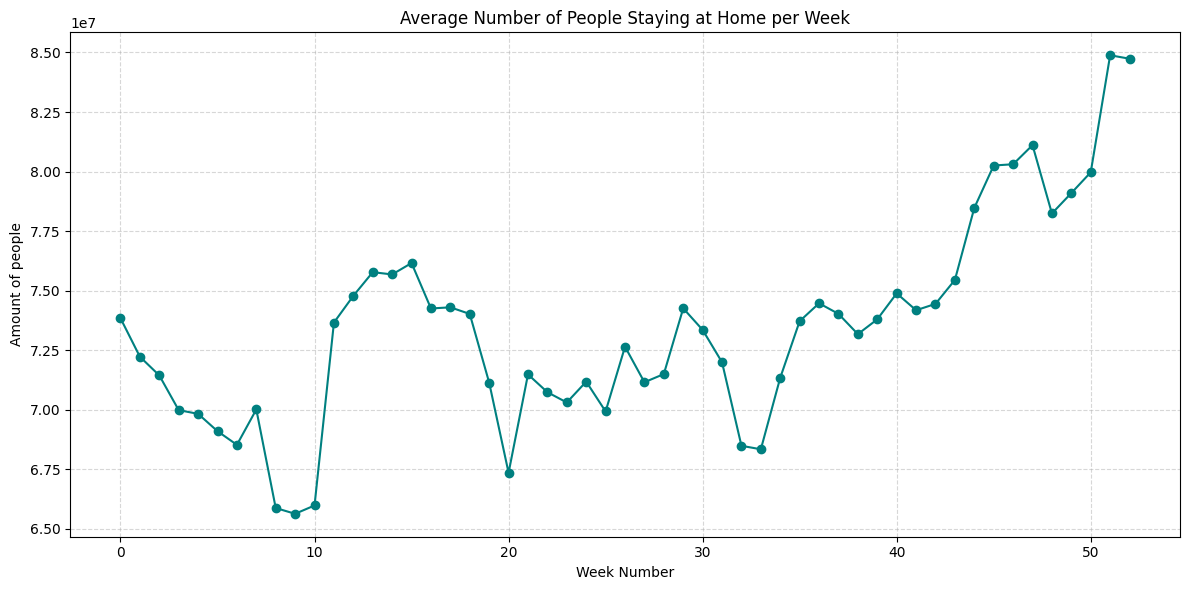 Average Number of People Staying at Home per Week
1e7
8.50
8.25
8.00
7.75
7.50
7.25
7.00
6.75
6.50
Amount of people
0 10 20 30 40 50
Week Number